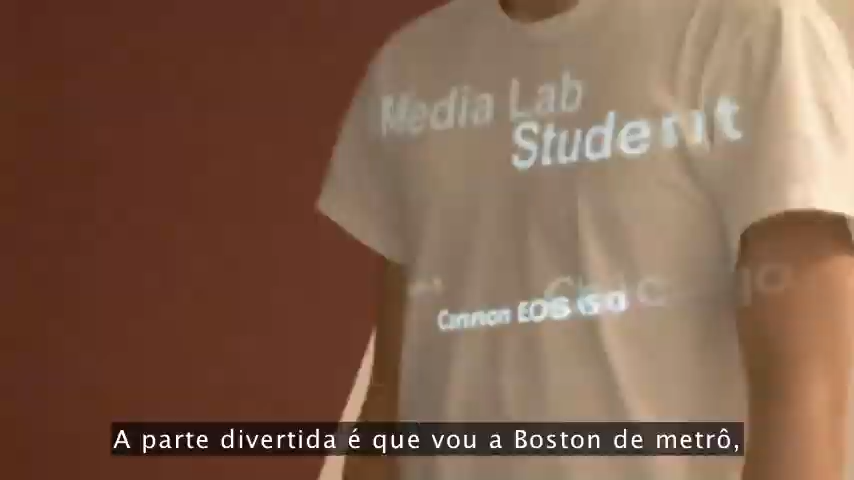 Media Lab
Student
Cannon EOS
A parte divertida é que vou a Boston de metrô,